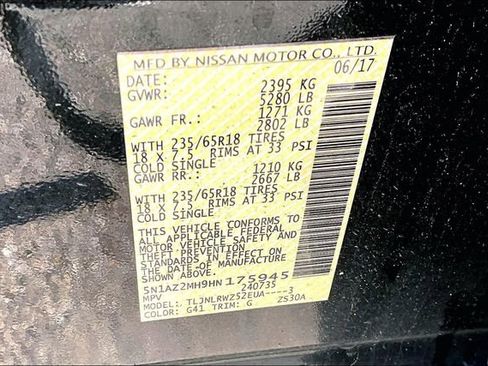 MFD BY NISSAN MOTOR CO., LTD.
DATE: 06/17
GVWR: 2395 KG
5280 LB
GAWR FR.: 1271 KG
2802 LB
WITH 235/65R18 TIRES
18 X 7.5 RIMS AT 33 PSI
COLD SINGLE
GAWR RR.: 1210 KG
2667 LB
WITH 235/65R18 TIRES
18 X 7.5 RIMS AT 33 PSI
COLD SINGLE
THIS VEHICLE CONFORMS TO
ALL APPLICABLE FEDERAL
MOTOR VEHICLE SAFETY AND
THEFT PREVENTION
STANDARDS IN EFFECT ON
THE DATE OF MANUFACTURE
SHOWN ABOVE.
5N1AZ2MH9HN175945
240735
MPV
MODEL: TLJNLRWZ52EUA----3
COLOR: G41 TRIM: G ZS30A